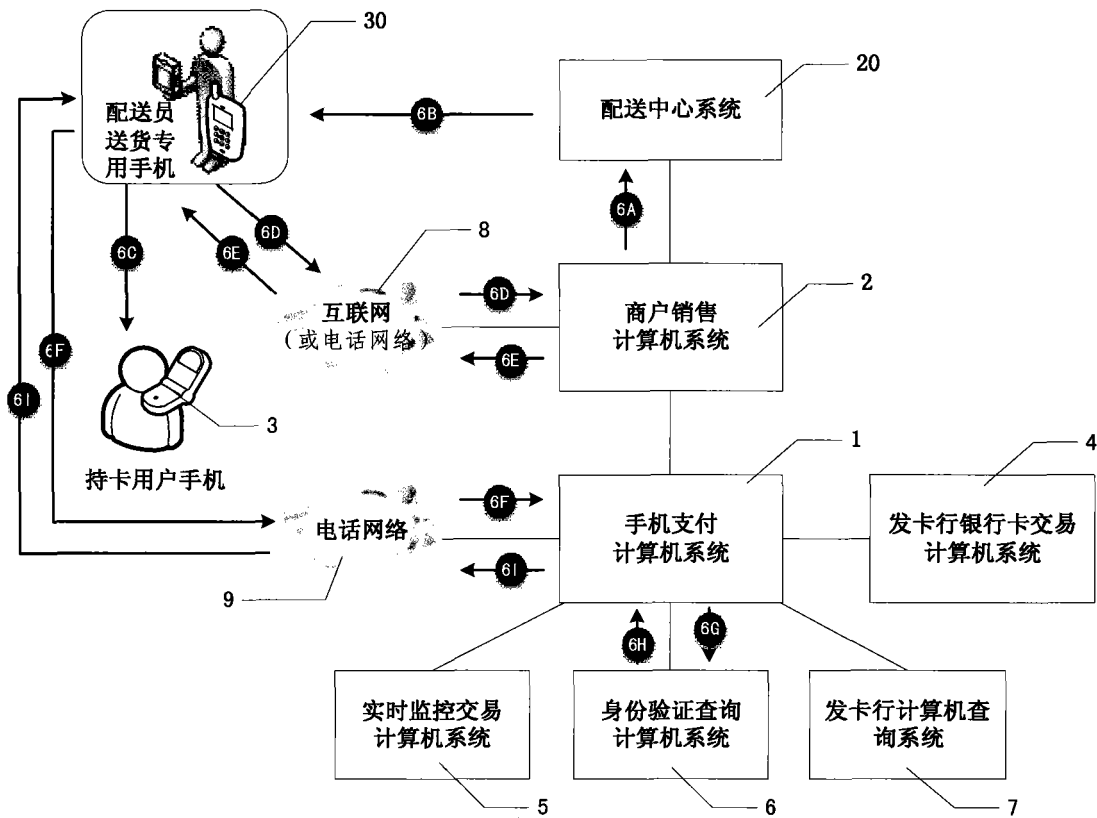 30
配送员
送货专
用手机
6B
配送中心系统
20
6A
6C
6D
6E
8
互联网
(或电话网络)
6D
6E
商户销售
计算机系统
2
6F
6I
3
持卡用户手机
电话网络
9
6F
6I
手机支付
计算机系统
1
发卡行银行卡交易
计算机系统
4
6H
6G
实时监控交易
计算机系统
5
身份验证查询
计算机系统
6
发卡行计算机查
询系统
7